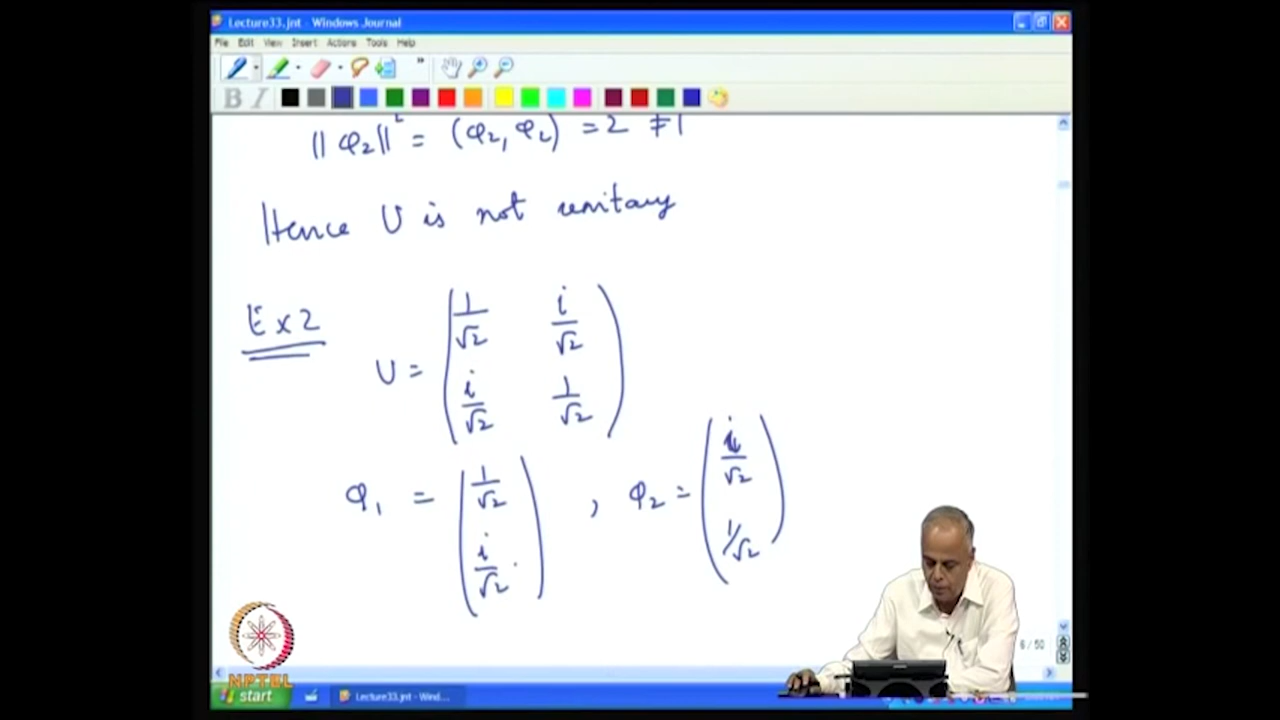 Lecture33.jnt - Windows Journal
File Edit View Insert Actions Tools Help
B I
‖φ₂‖² = (φ₂, φ₂) = 2 ≠ 1
Hence U is not unitary
Ex 2
U = ( 1/√2 i/√2
i/√2 1/√2 )
φ₁ = ( 1/√2
i/√2 ) , φ₂ = ( i/√2
1/√2 )
6 / 50
NPTEL
start Lecture33.jnt - Wind...